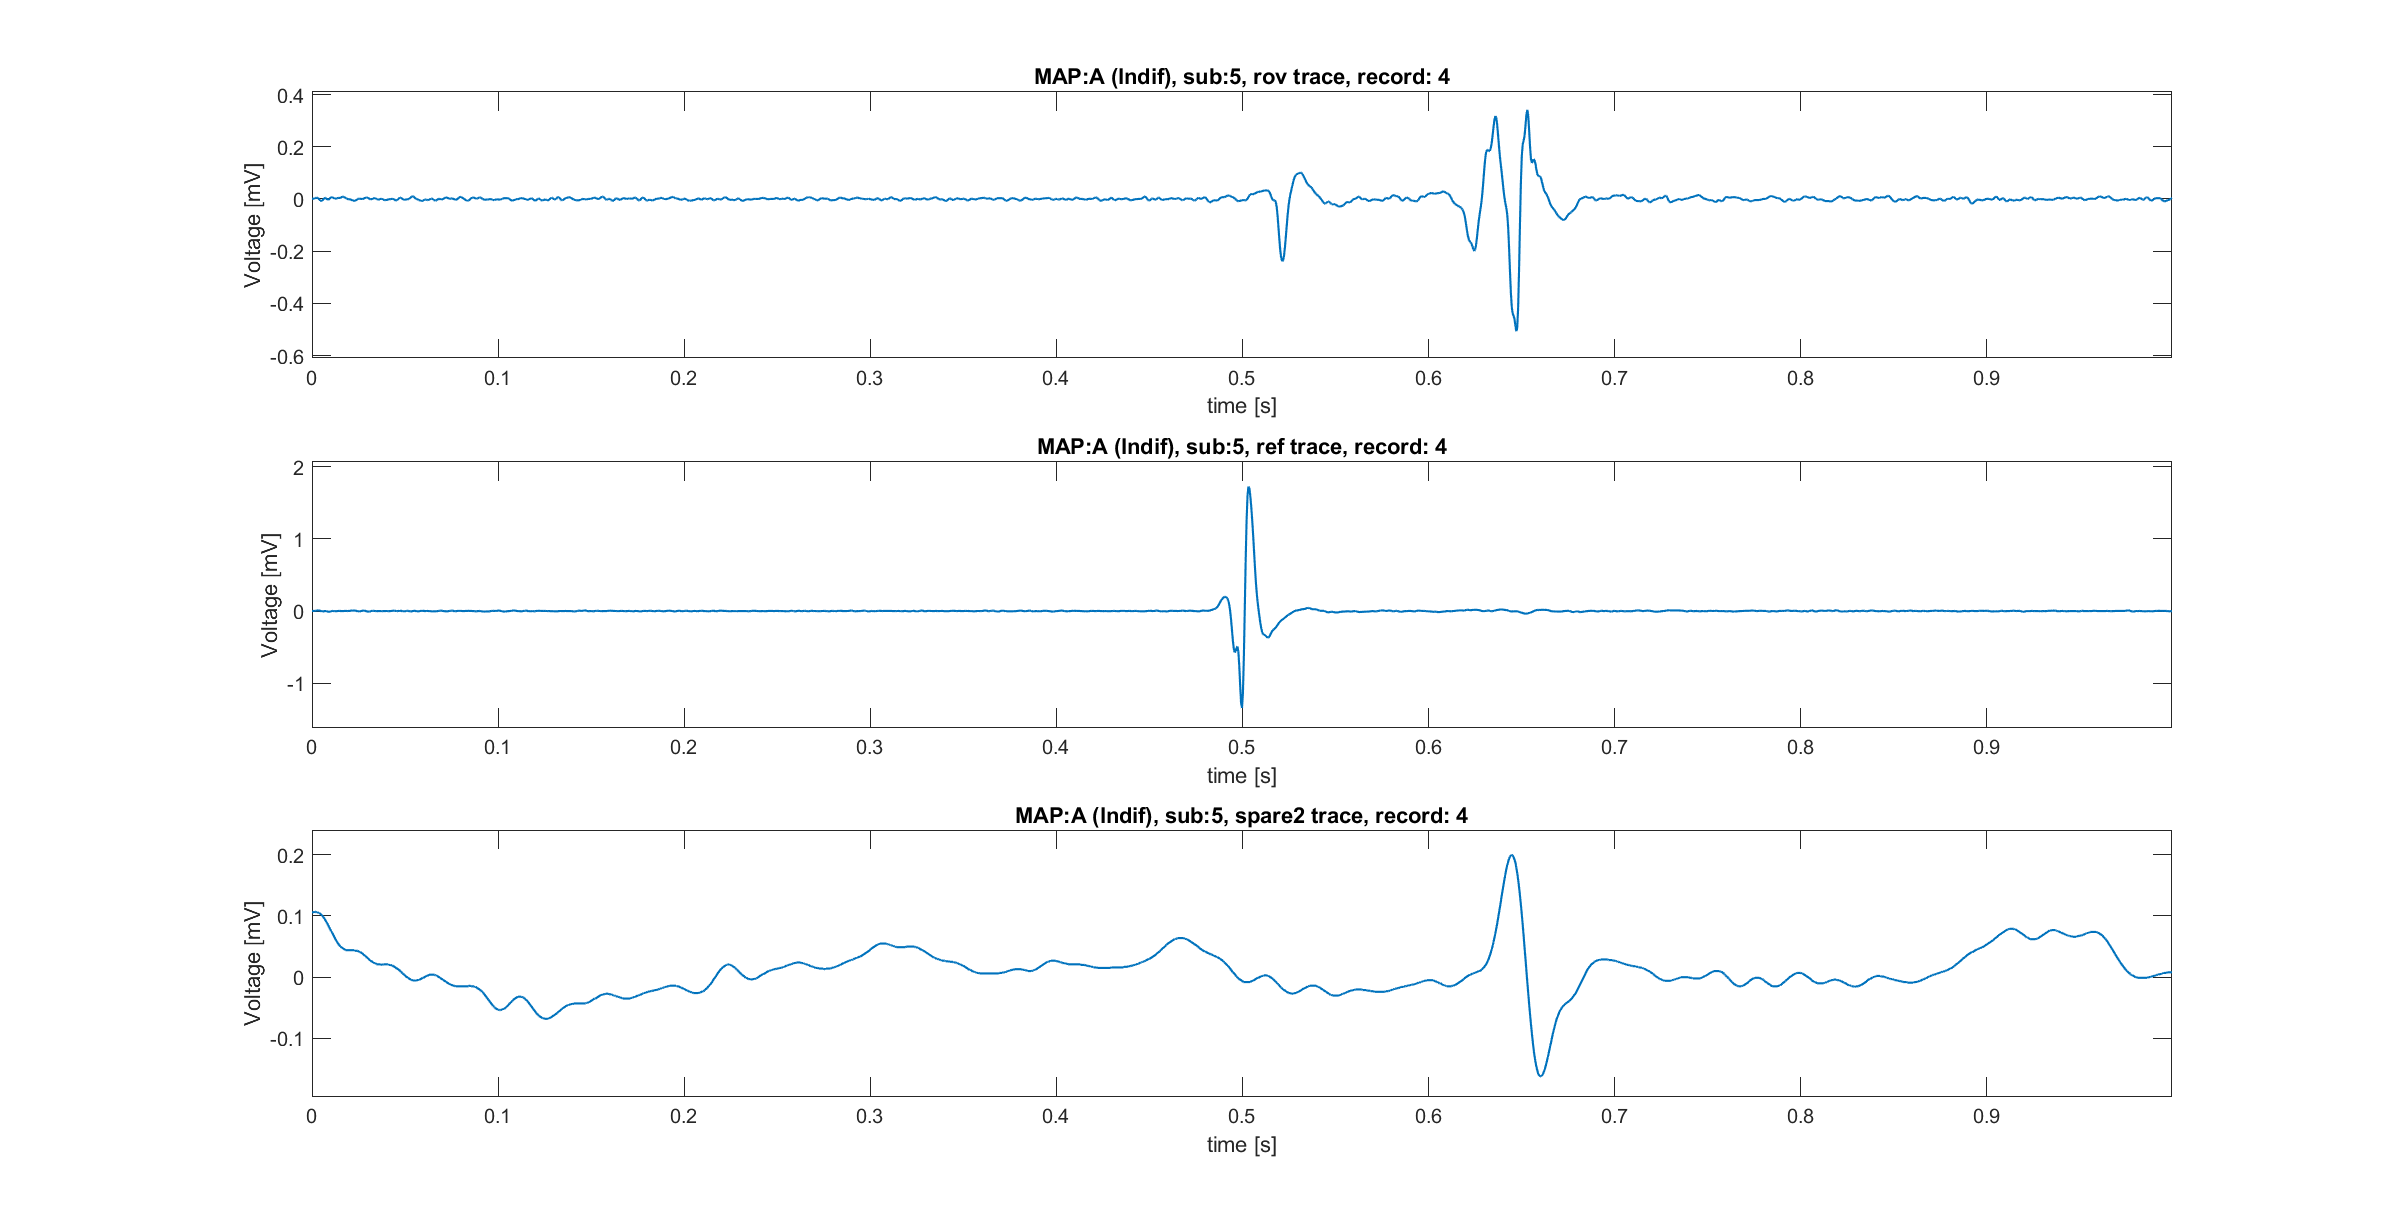 MAP:A (Indif), sub:5, rov trace, record: 4
0.4
0.2
0
-0.2
-0.4
-0.6
Voltage [mV]
0 0.1 0.2 0.3 0.4 0.5 0.6 0.7 0.8 0.9
time [s]
MAP:A (Indif), sub:5, ref trace, record: 4
2
1
0
-1
Voltage [mV]
0 0.1 0.2 0.3 0.4 0.5 0.6 0.7 0.8 0.9
time [s]
MAP:A (Indif), sub:5, spare2 trace, record: 4
0.2
0.1
0
-0.1
Voltage [mV]
0 0.1 0.2 0.3 0.4 0.5 0.6 0.7 0.8 0.9
time [s]